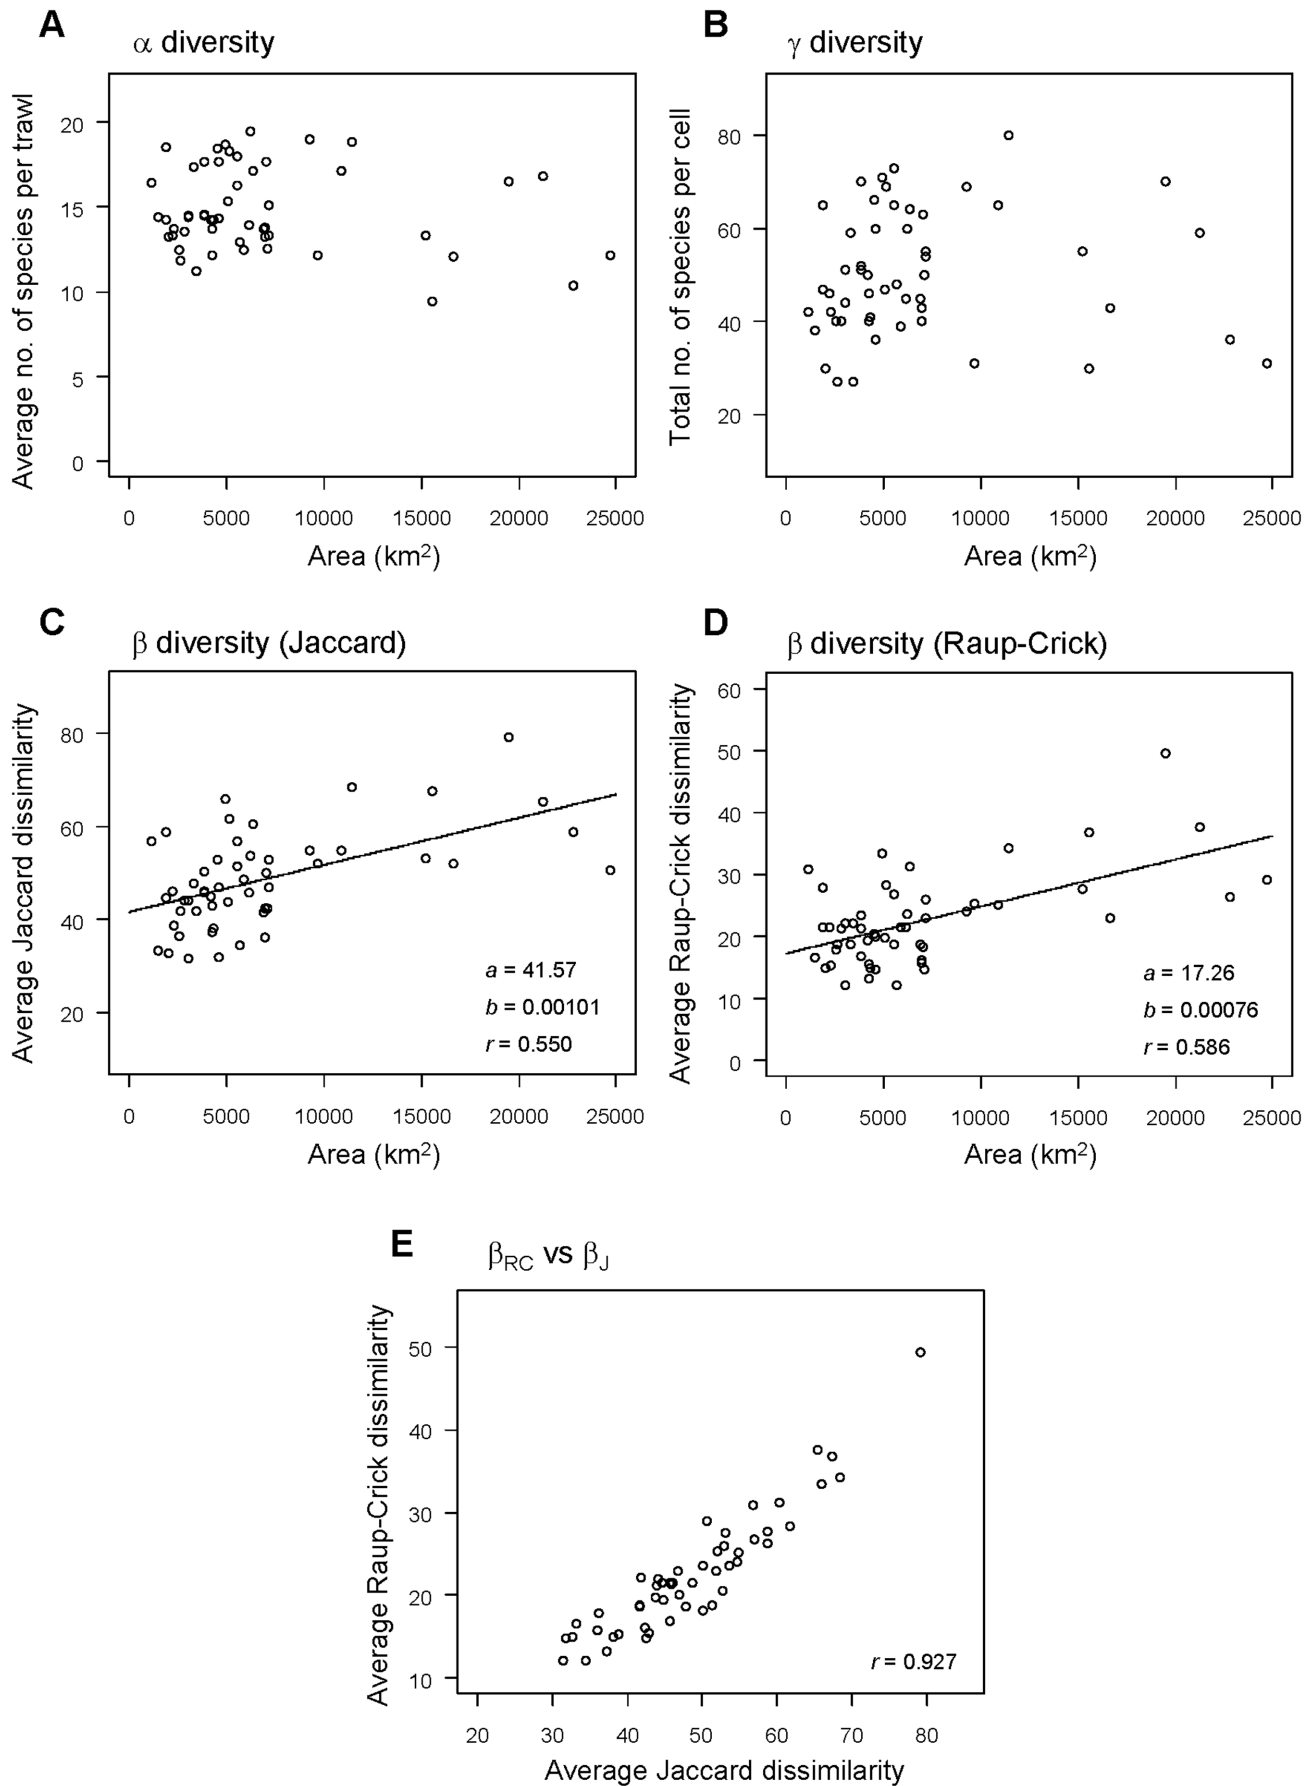 A
α diversity
Average no. of species per trawl
20
15
10
5
0
0 5000 10000 15000 20000 25000
Area (km²)
B
γ diversity
Total no. of species per cell
80
60
40
20
0 5000 10000 15000 20000 25000
Area (km²)
C
β diversity (Jaccard)
Average Jaccard dissimilarity
80
60
40
20
a = 41.57
b = 0.00101
r = 0.550
0 5000 10000 15000 20000 25000
Area (km²)
D
β diversity (Raup-Crick)
Average Raup-Crick dissimilarity
60
50
40
30
20
10
0
a = 17.26
b = 0.00076
r = 0.586
0 5000 10000 15000 20000 25000
Area (km²)
E
βRC vs βJ
Average Raup-Crick dissimilarity
50
40
30
20
10
r = 0.927
20 30 40 50 60 70 80
Average Jaccard dissimilarity